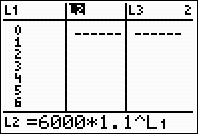 L1 L2 L3 2
0 ------ ------
1
2
3
4
5
6
L2 =6000*1.1^L1